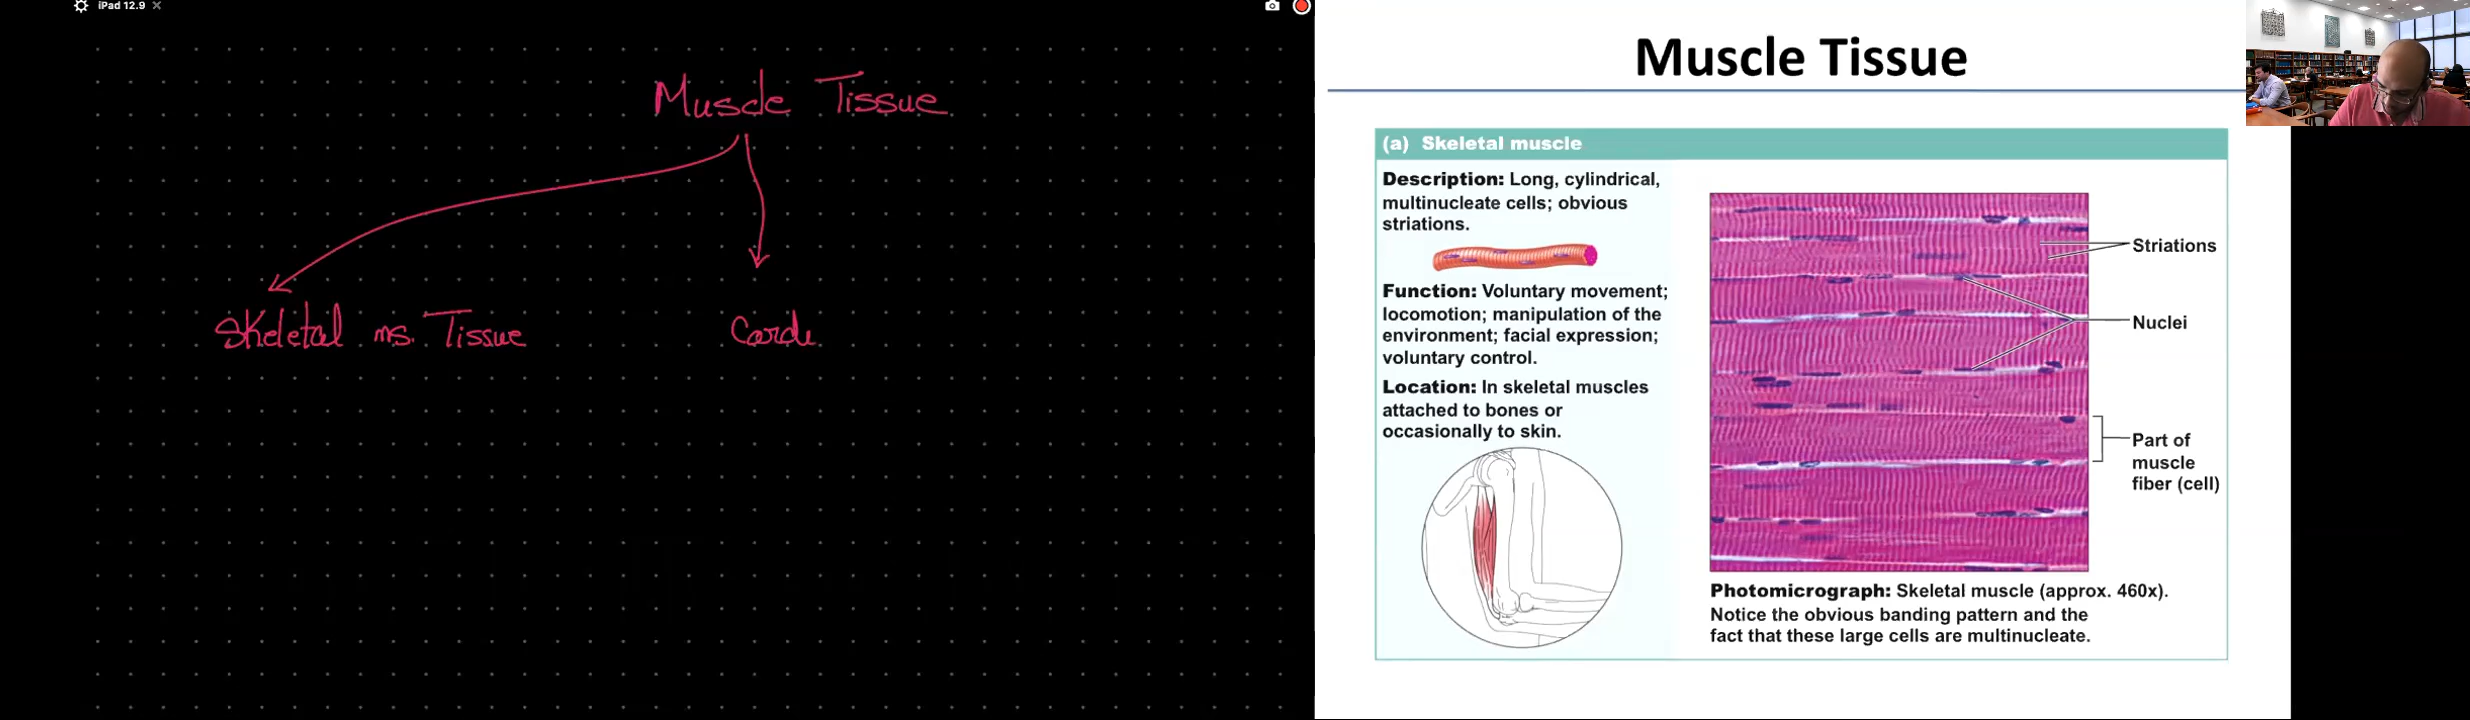 iPad 12.9
Muscle Tissue
Skeletal ms. Tissue
Cardi
Muscle Tissue
(a) Skeletal muscle
Description: Long, cylindrical,
multinucleate cells; obvious
striations.
Function: Voluntary movement;
locomotion; manipulation of the
environment; facial expression;
voluntary control.
Location: In skeletal muscles
attached to bones or
occasionally to skin.
Striations
Nuclei
Part of
muscle
fiber (cell)
Photomicrograph: Skeletal muscle (approx. 460x).
Notice the obvious banding pattern and the
fact that these large cells are multinucleate.